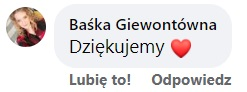 Baśka Giewontówna
Dziękujemy ❤️
Lubię to! Odpowiedz